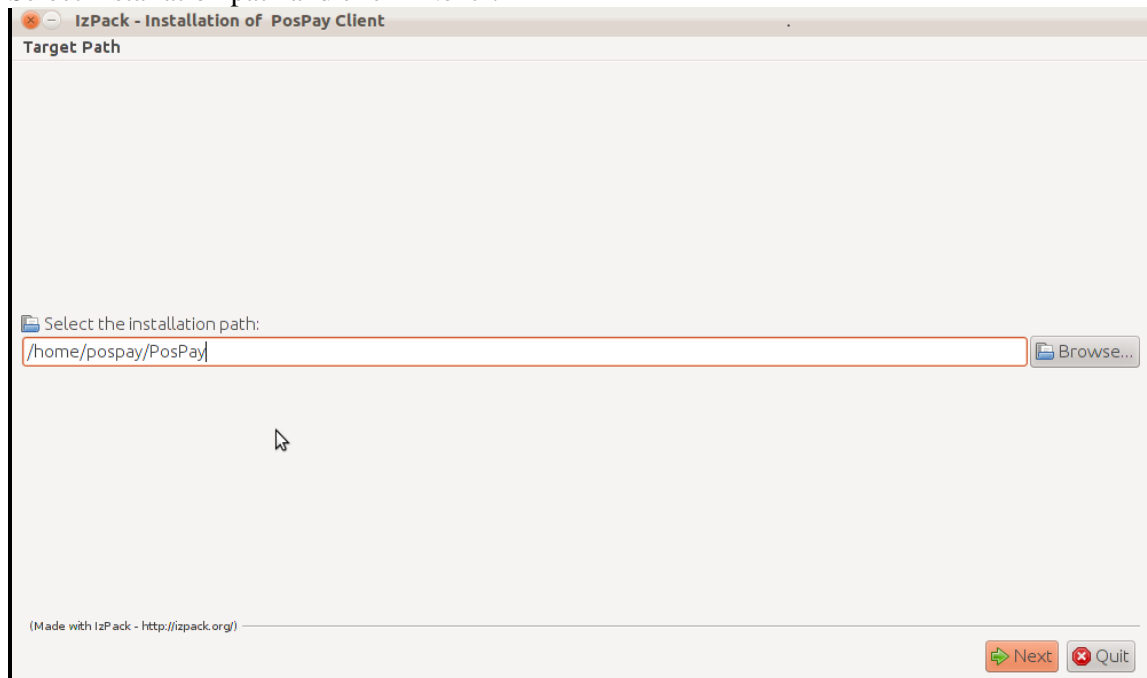 IzPack - Installation of PosPay Client
Target Path
Select the installation path:
/home/pospay/PosPay
Browse...
(Made with IzPack - http://izpack.org/)
Next
Quit